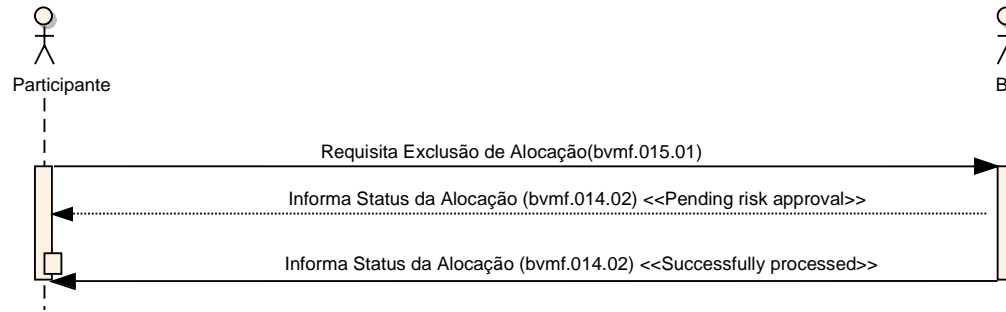 Participante
Requisita Exclusão de Alocação(bvmf.015.01)
Informa Status da Alocação (bvmf.014.02) <<Pending risk approval>>
Informa Status da Alocação (bvmf.014.02) <<Successfully processed>>